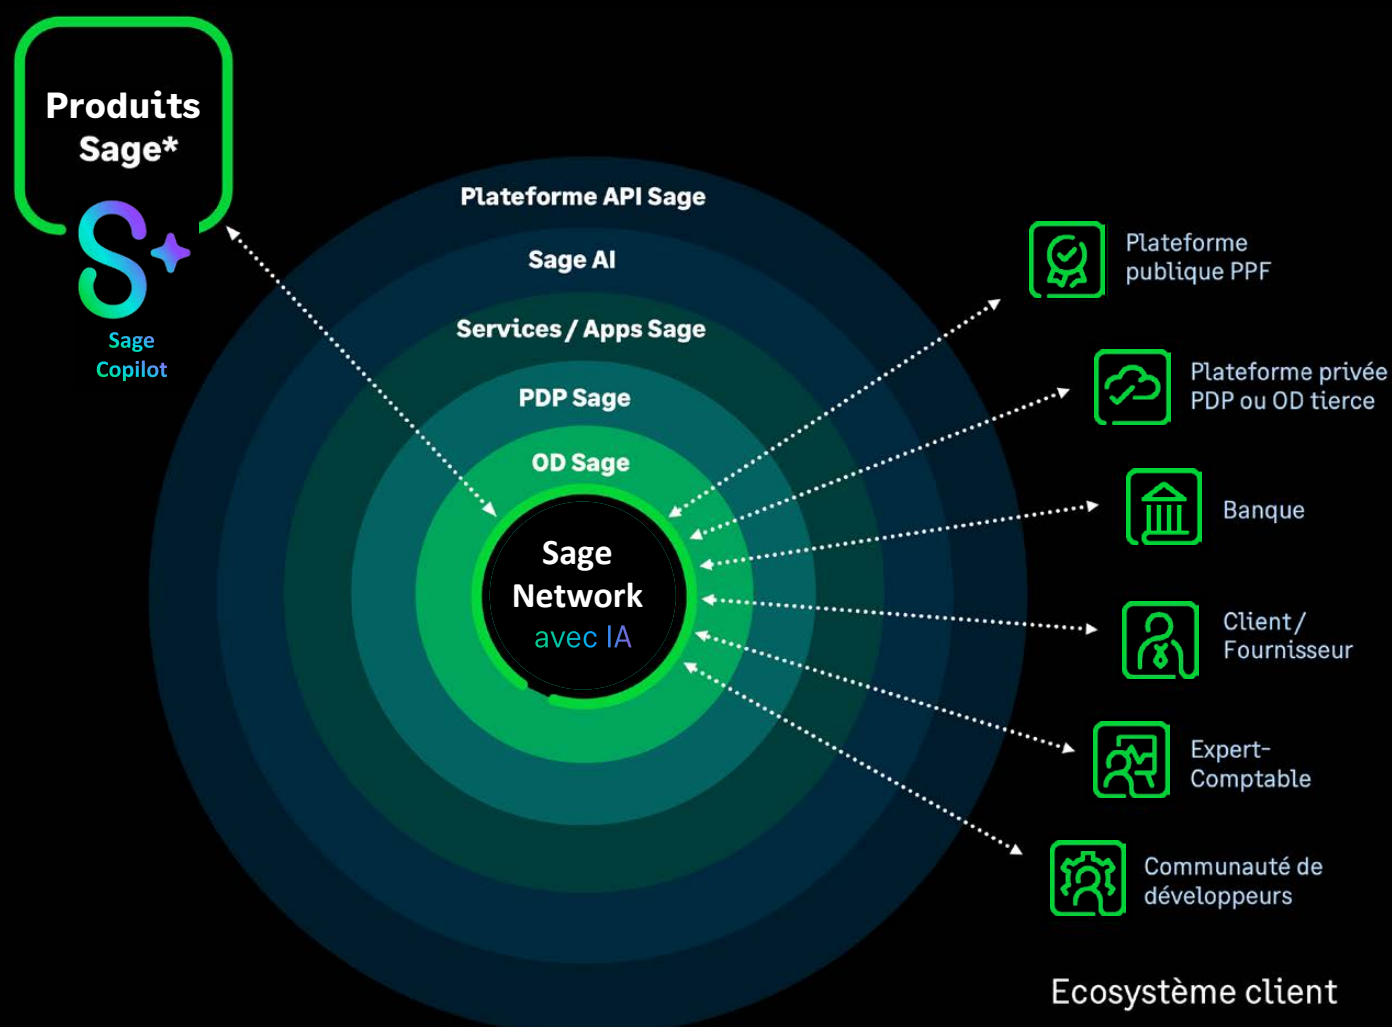 Produits
Sage*
Sage
Copilot
Plateforme API Sage
Sage AI
Services / Apps Sage
PDP Sage
OD Sage
Sage
Network
avec IA
Plateforme
publique PPF
Plateforme privée
PDP ou OD tierce
Banque
Client /
Fournisseur
Expert-
Comptable
Communauté de
développeurs
Ecosystème client